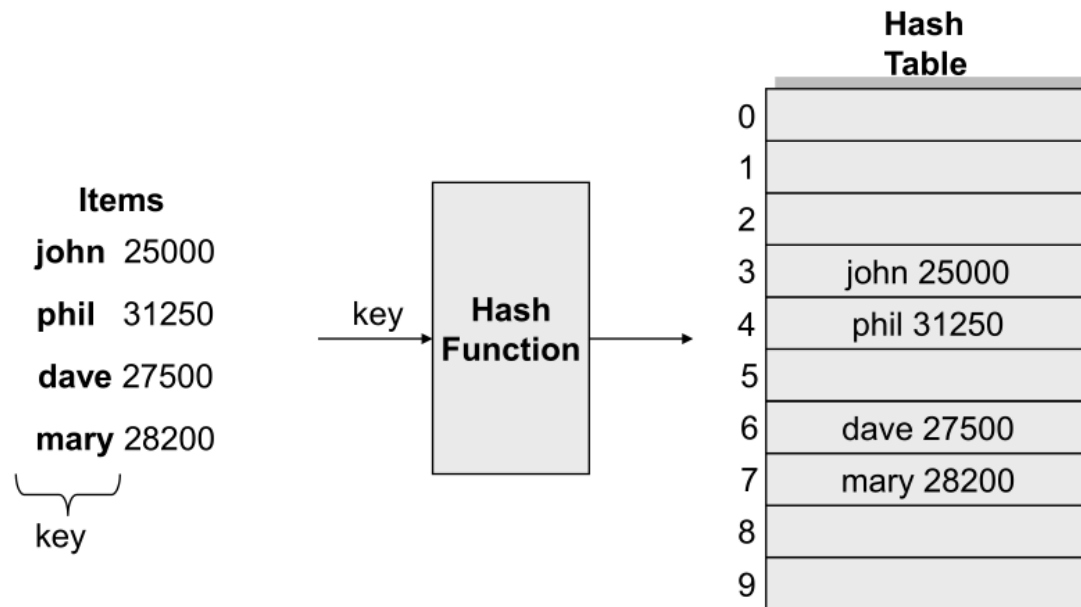 Items
john 25000
phil 31250
dave 27500
mary 28200
key
key
Hash
Function
Hash
Table
0
1
2
3 john 25000
4 phil 31250
5
6 dave 27500
7 mary 28200
8
9